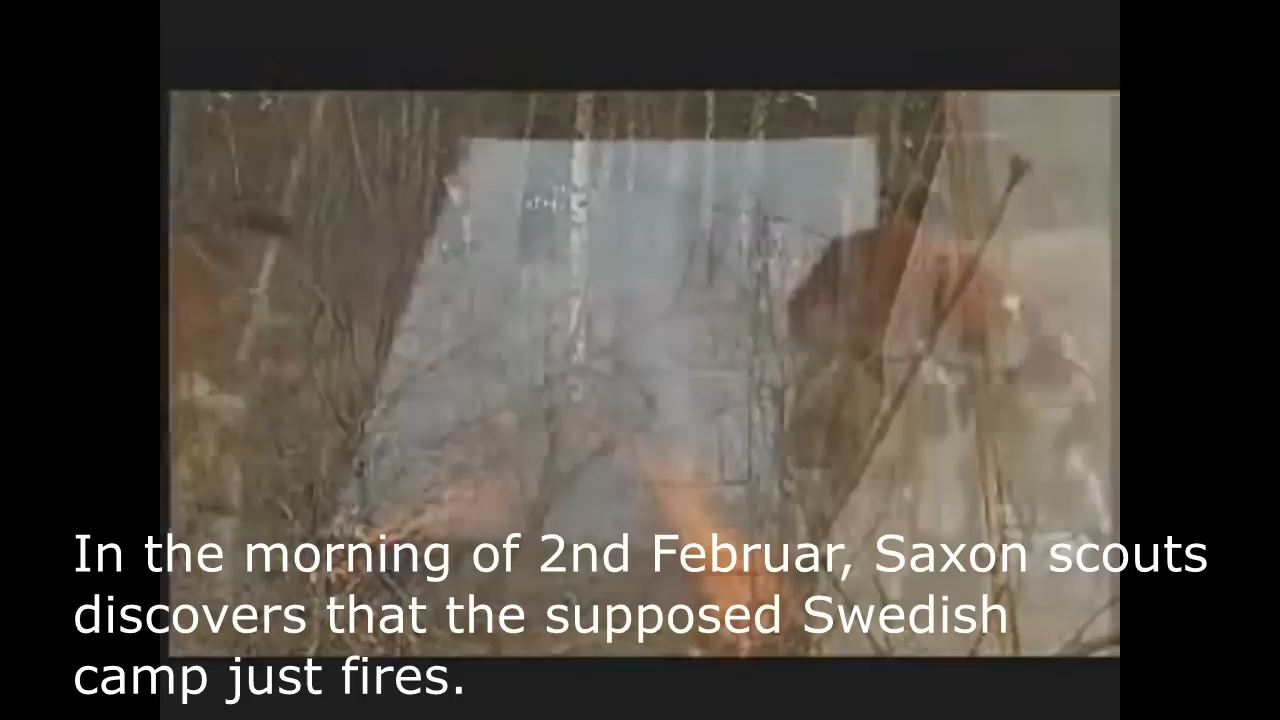 In the morning of 2nd Februar, Saxon scouts
discovers that the supposed Swedish
camp just fires.